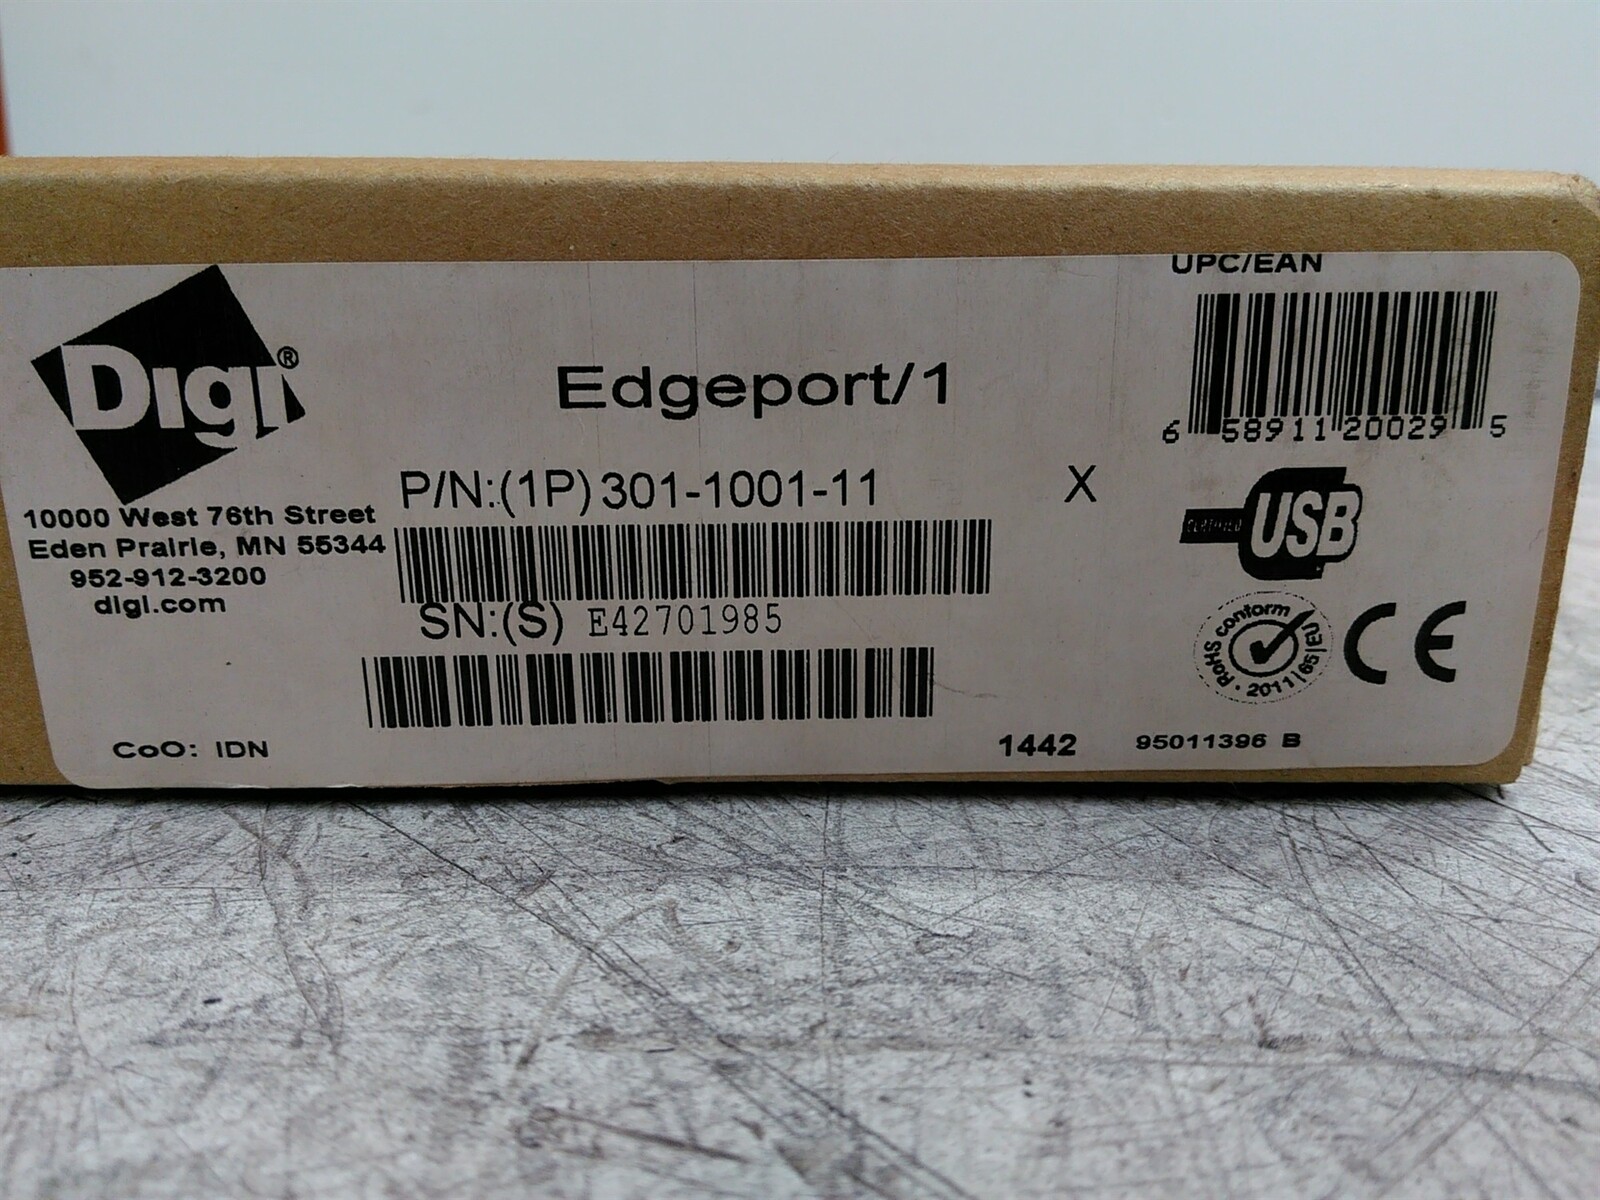 UPC/EAN
6 58911 20029 5
Digi®
Edgeport/1
P/N:(1P) 301-1001-11 X
10000 West 76th Street
Eden Prairie, MN 55344
952-912-3200
digi.com
SN:(S) E42701985
CERTIFIED USB
RoHS conform
2011|65|EU
CE
CoO: IDN
1442
95011396 B